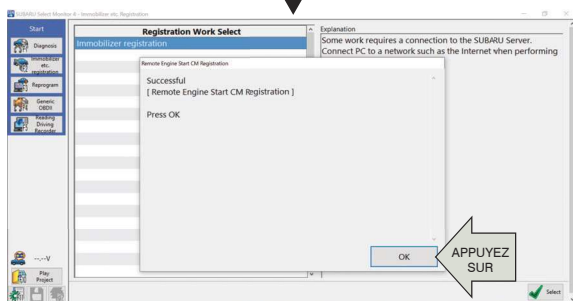 SUBARU Select Monitor 4 - Immobilizer etc. Registration
Start
Diagnosis
Immobilizer
etc.
registration
Reprogram
Generic
OBDII
Reading
Driving
Recorder
--.--V
Play
Project
Registration Work Select
Immobilizer registration
Explanation
Some work requires a connection to the SUBARU Server.
Connect PC to a network such as the Internet when performing
Remote Engine Start CM Registration
Successful
[ Remote Engine Start CM Registration ]
Press OK
OK
APPUYEZ
SUR
Select